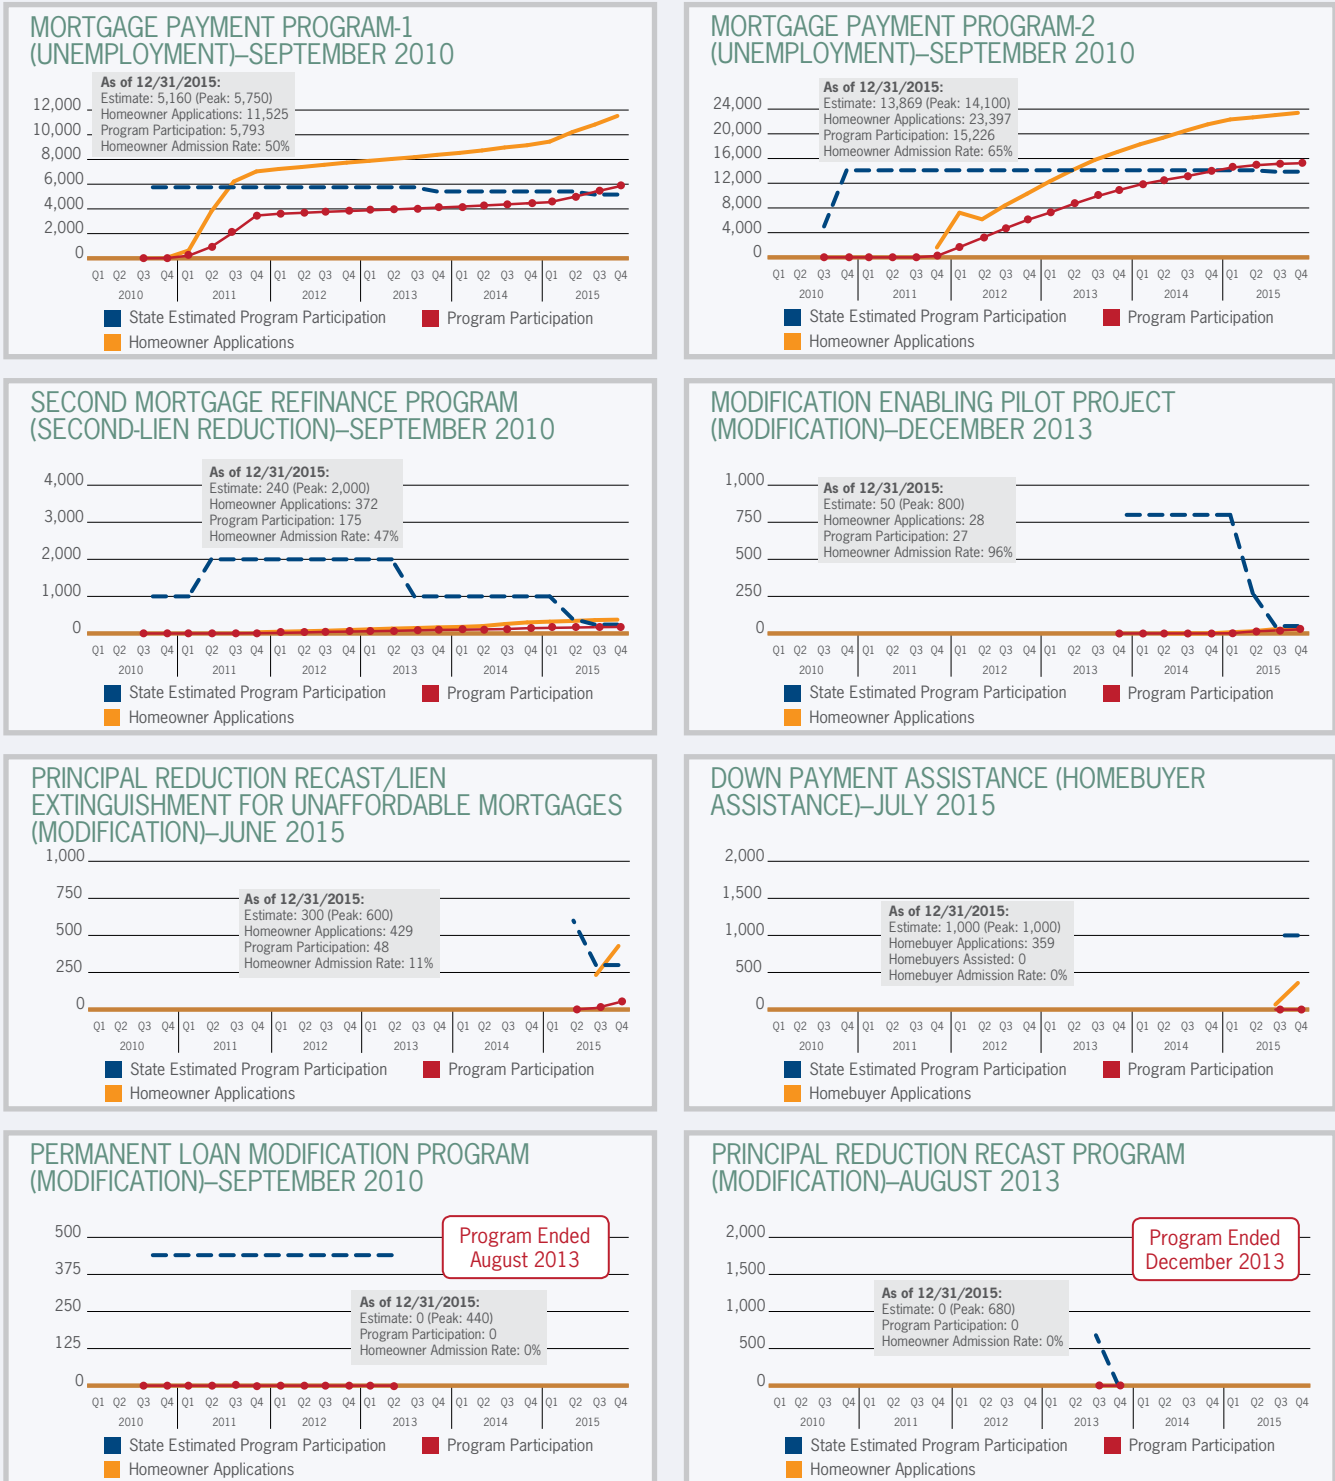 MORTGAGE PAYMENT PROGRAM-1
(UNEMPLOYMENT)–SEPTEMBER 2010
As of 12/31/2015:
Estimate: 5,160 (Peak: 5,750)
Homeowner Applications: 11,525
Program Participation: 5,793
Homeowner Admission Rate: 50%
12,000
10,000
8,000
6,000
4,000
2,000
0
Q1 Q2 Q3 Q4 Q1 Q2 Q3 Q4 Q1 Q2 Q3 Q4 Q1 Q2 Q3 Q4 Q1 Q2 Q3 Q4 Q1 Q2 Q3 Q4
2010 2011 2012 2013 2014 2015
State Estimated Program Participation Program Participation
Homeowner Applications
MORTGAGE PAYMENT PROGRAM-2
(UNEMPLOYMENT)–SEPTEMBER 2010
As of 12/31/2015:
Estimate: 13,869 (Peak: 14,100)
Homeowner Applications: 23,397
Program Participation: 15,226
Homeowner Admission Rate: 65%
24,000
20,000
16,000
12,000
8,000
4,000
0
Q1 Q2 Q3 Q4 Q1 Q2 Q3 Q4 Q1 Q2 Q3 Q4 Q1 Q2 Q3 Q4 Q1 Q2 Q3 Q4 Q1 Q2 Q3 Q4
2010 2011 2012 2013 2014 2015
State Estimated Program Participation Program Participation
Homeowner Applications
SECOND MORTGAGE REFINANCE PROGRAM
(SECOND-LIEN REDUCTION)–SEPTEMBER 2010
As of 12/31/2015:
Estimate: 240 (Peak: 2,000)
Homeowner Applications: 372
Program Participation: 175
Homeowner Admission Rate: 47%
4,000
3,000
2,000
1,000
0
Q1 Q2 Q3 Q4 Q1 Q2 Q3 Q4 Q1 Q2 Q3 Q4 Q1 Q2 Q3 Q4 Q1 Q2 Q3 Q4 Q1 Q2 Q3 Q4
2010 2011 2012 2013 2014 2015
State Estimated Program Participation Program Participation
Homeowner Applications
MODIFICATION ENABLING PILOT PROJECT
(MODIFICATION)–DECEMBER 2013
As of 12/31/2015:
Estimate: 50 (Peak: 800)
Homeowner Applications: 28
Program Participation: 27
Homeowner Admission Rate: 96%
1,000
750
500
250
0
Q1 Q2 Q3 Q4 Q1 Q2 Q3 Q4 Q1 Q2 Q3 Q4 Q1 Q2 Q3 Q4 Q1 Q2 Q3 Q4 Q1 Q2 Q3 Q4
2010 2011 2012 2013 2014 2015
State Estimated Program Participation Program Participation
Homeowner Applications
PRINCIPAL REDUCTION RECAST/LIEN
EXTINGUISHMENT FOR UNAFFORDABLE MORTGAGES
(MODIFICATION)–JUNE 2015
As of 12/31/2015:
Estimate: 300 (Peak: 600)
Homeowner Applications: 429
Program Participation: 48
Homeowner Admission Rate: 11%
1,000
750
500
250
0
Q1 Q2 Q3 Q4 Q1 Q2 Q3 Q4 Q1 Q2 Q3 Q4 Q1 Q2 Q3 Q4 Q1 Q2 Q3 Q4 Q1 Q2 Q3 Q4
2010 2011 2012 2013 2014 2015
State Estimated Program Participation Program Participation
Homeowner Applications
DOWN PAYMENT ASSISTANCE (HOMEBUYER
ASSISTANCE)–JULY 2015
As of 12/31/2015:
Estimate: 1,000 (Peak: 1,000)
Homebuyer Applications: 359
Homebuyers Assisted: 0
Homebuyer Admission Rate: 0%
2,000
1,500
1,000
500
0
Q1 Q2 Q3 Q4 Q1 Q2 Q3 Q4 Q1 Q2 Q3 Q4 Q1 Q2 Q3 Q4 Q1 Q2 Q3 Q4 Q1 Q2 Q3 Q4
2010 2011 2012 2013 2014 2015
State Estimated Program Participation Program Participation
Homebuyer Applications
PERMANENT LOAN MODIFICATION PROGRAM
(MODIFICATION)–SEPTEMBER 2010
Program Ended
August 2013
As of 12/31/2015:
Estimate: 0 (Peak: 440)
Program Participation: 0
Homeowner Admission Rate: 0%
500
375
250
125
0
Q1 Q2 Q3 Q4 Q1 Q2 Q3 Q4 Q1 Q2 Q3 Q4 Q1 Q2 Q3 Q4 Q1 Q2 Q3 Q4 Q1 Q2 Q3 Q4
2010 2011 2012 2013 2014 2015
State Estimated Program Participation Program Participation
Homeowner Applications
PRINCIPAL REDUCTION RECAST PROGRAM
(MODIFICATION)–AUGUST 2013
Program Ended
December 2013
As of 12/31/2015:
Estimate: 0 (Peak: 680)
Program Participation: 0
Homeowner Admission Rate: 0%
2,000
1,500
1,000
500
0
Q1 Q2 Q3 Q4 Q1 Q2 Q3 Q4 Q1 Q2 Q3 Q4 Q1 Q2 Q3 Q4 Q1 Q2 Q3 Q4 Q1 Q2 Q3 Q4
2010 2011 2012 2013 2014 2015
State Estimated Program Participation Program Participation
Homeowner Applications